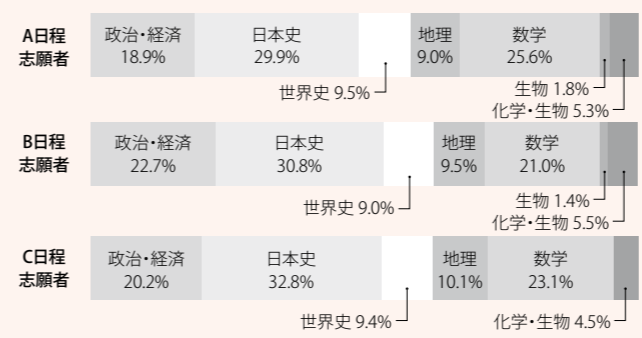 A日程
志願者
政治・経済
18.9%
日本史
29.9%
世界史 9.5%
地理
9.0%
数学
25.6%
生物 1.8%
化学・生物 5.3%
B日程
志願者
政治・経済
22.7%
日本史
30.8%
世界史 9.0%
地理
9.5%
数学
21.0%
生物 1.4%
化学・生物 5.5%
C日程
志願者
政治・経済
20.2%
日本史
32.8%
世界史 9.4%
地理
10.1%
数学
23.1%
化学・生物 4.5%